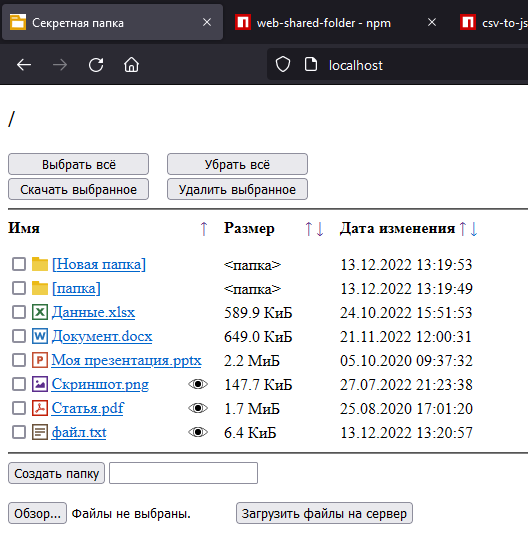 Секретная папка web-shared-folder - npm csv-to-js
localhost
/
Выбрать всё Убрать всё
Скачать выбранное Удалить выбранное
Имя ↑ Размер ↑↓ Дата изменения ↑↓
[Новая папка] <папка> 13.12.2022 13:19:53
[папка] <папка> 13.12.2022 13:19:49
Данные.xlsx 589.9 КиБ 24.10.2022 15:51:53
Документ.docx 649.0 КиБ 21.11.2022 12:00:31
Моя презентация.pptx 2.2 МиБ 05.10.2020 09:37:32
Скриншот.png 147.7 КиБ 27.07.2022 21:23:38
Статья.pdf 1.7 МиБ 25.08.2020 17:01:20
файл.txt 6.4 КиБ 13.12.2022 13:20:57
Создать папку
Обзор... Файлы не выбраны. Загрузить файлы на сервер